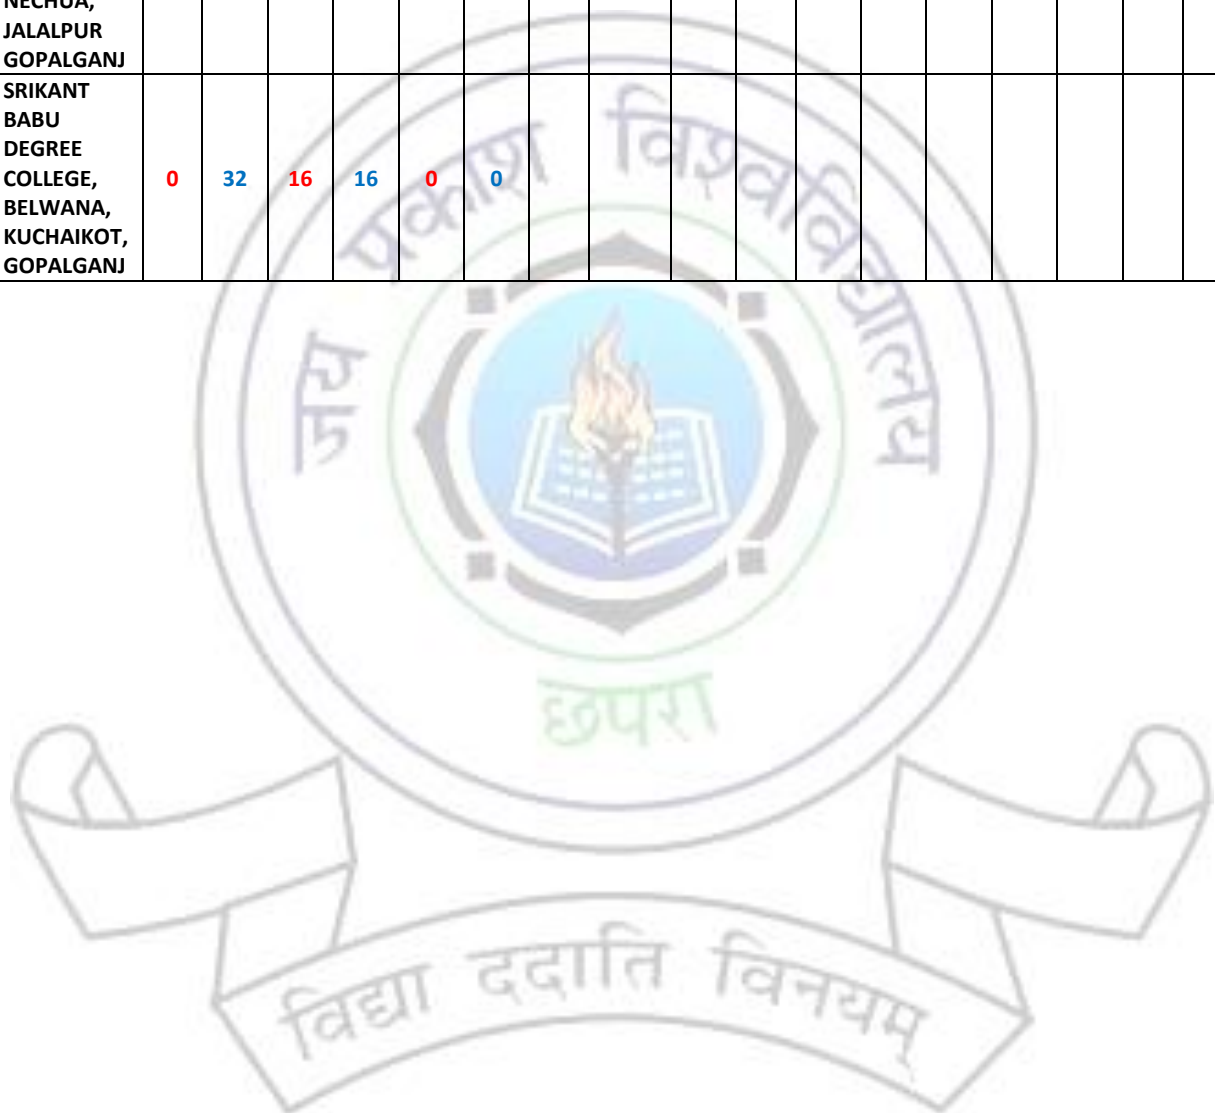 NECHUA,
JALALPUR
GOPALGANJ
SRIKANT
BABU
DEGREE
COLLEGE,
BELWANA,
KUCHAIKOT,
GOPALGANJ
0 32 16 16 0 0
जय प्रकाश विश्वविद्यालय
छपरा
विद्या ददाति विनयम्